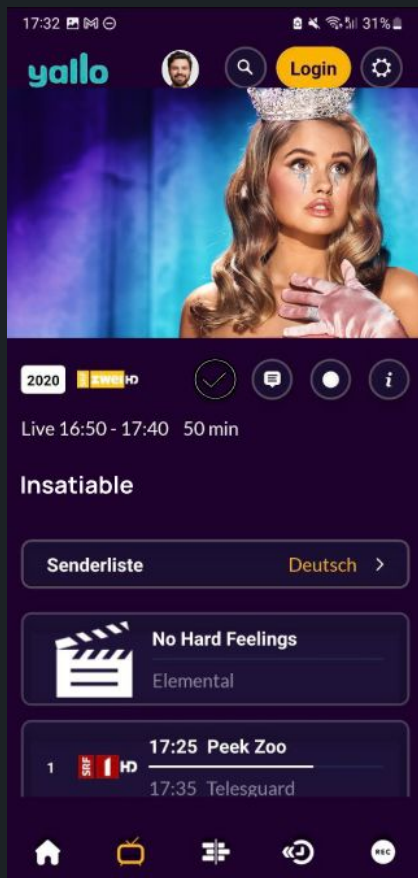 17:32 31%
yallo Login
2020 3 zwei HD
i
Live 16:50 - 17:40 50 min
Insatiable
Senderliste Deutsch >
No Hard Feelings
Elemental
1 SRF 1 HD 17:25 Peek Zoo
17:35 Telesguard
REC